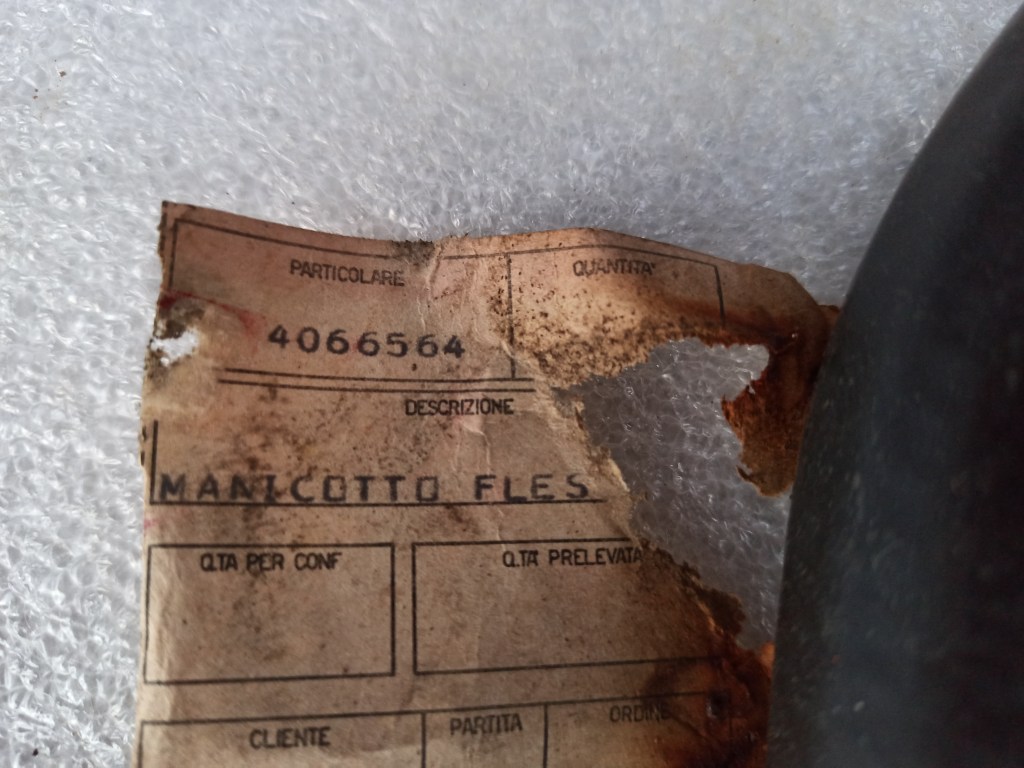 PARTICOLARE QUANTITA'
4066564
DESCRIZIONE
MANICOTTO FLES
Q.TA PER CONF Q.TA PRELEVATA
CLIENTE PARTITA ORDINE